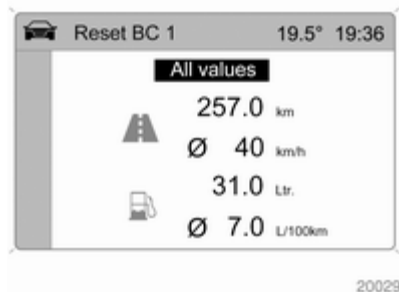 Reset BC 1 19.5° 19:36
All values
257.0 km
Ø 40 km/h
31.0 Ltr.
Ø 7.0 L/100km
20029